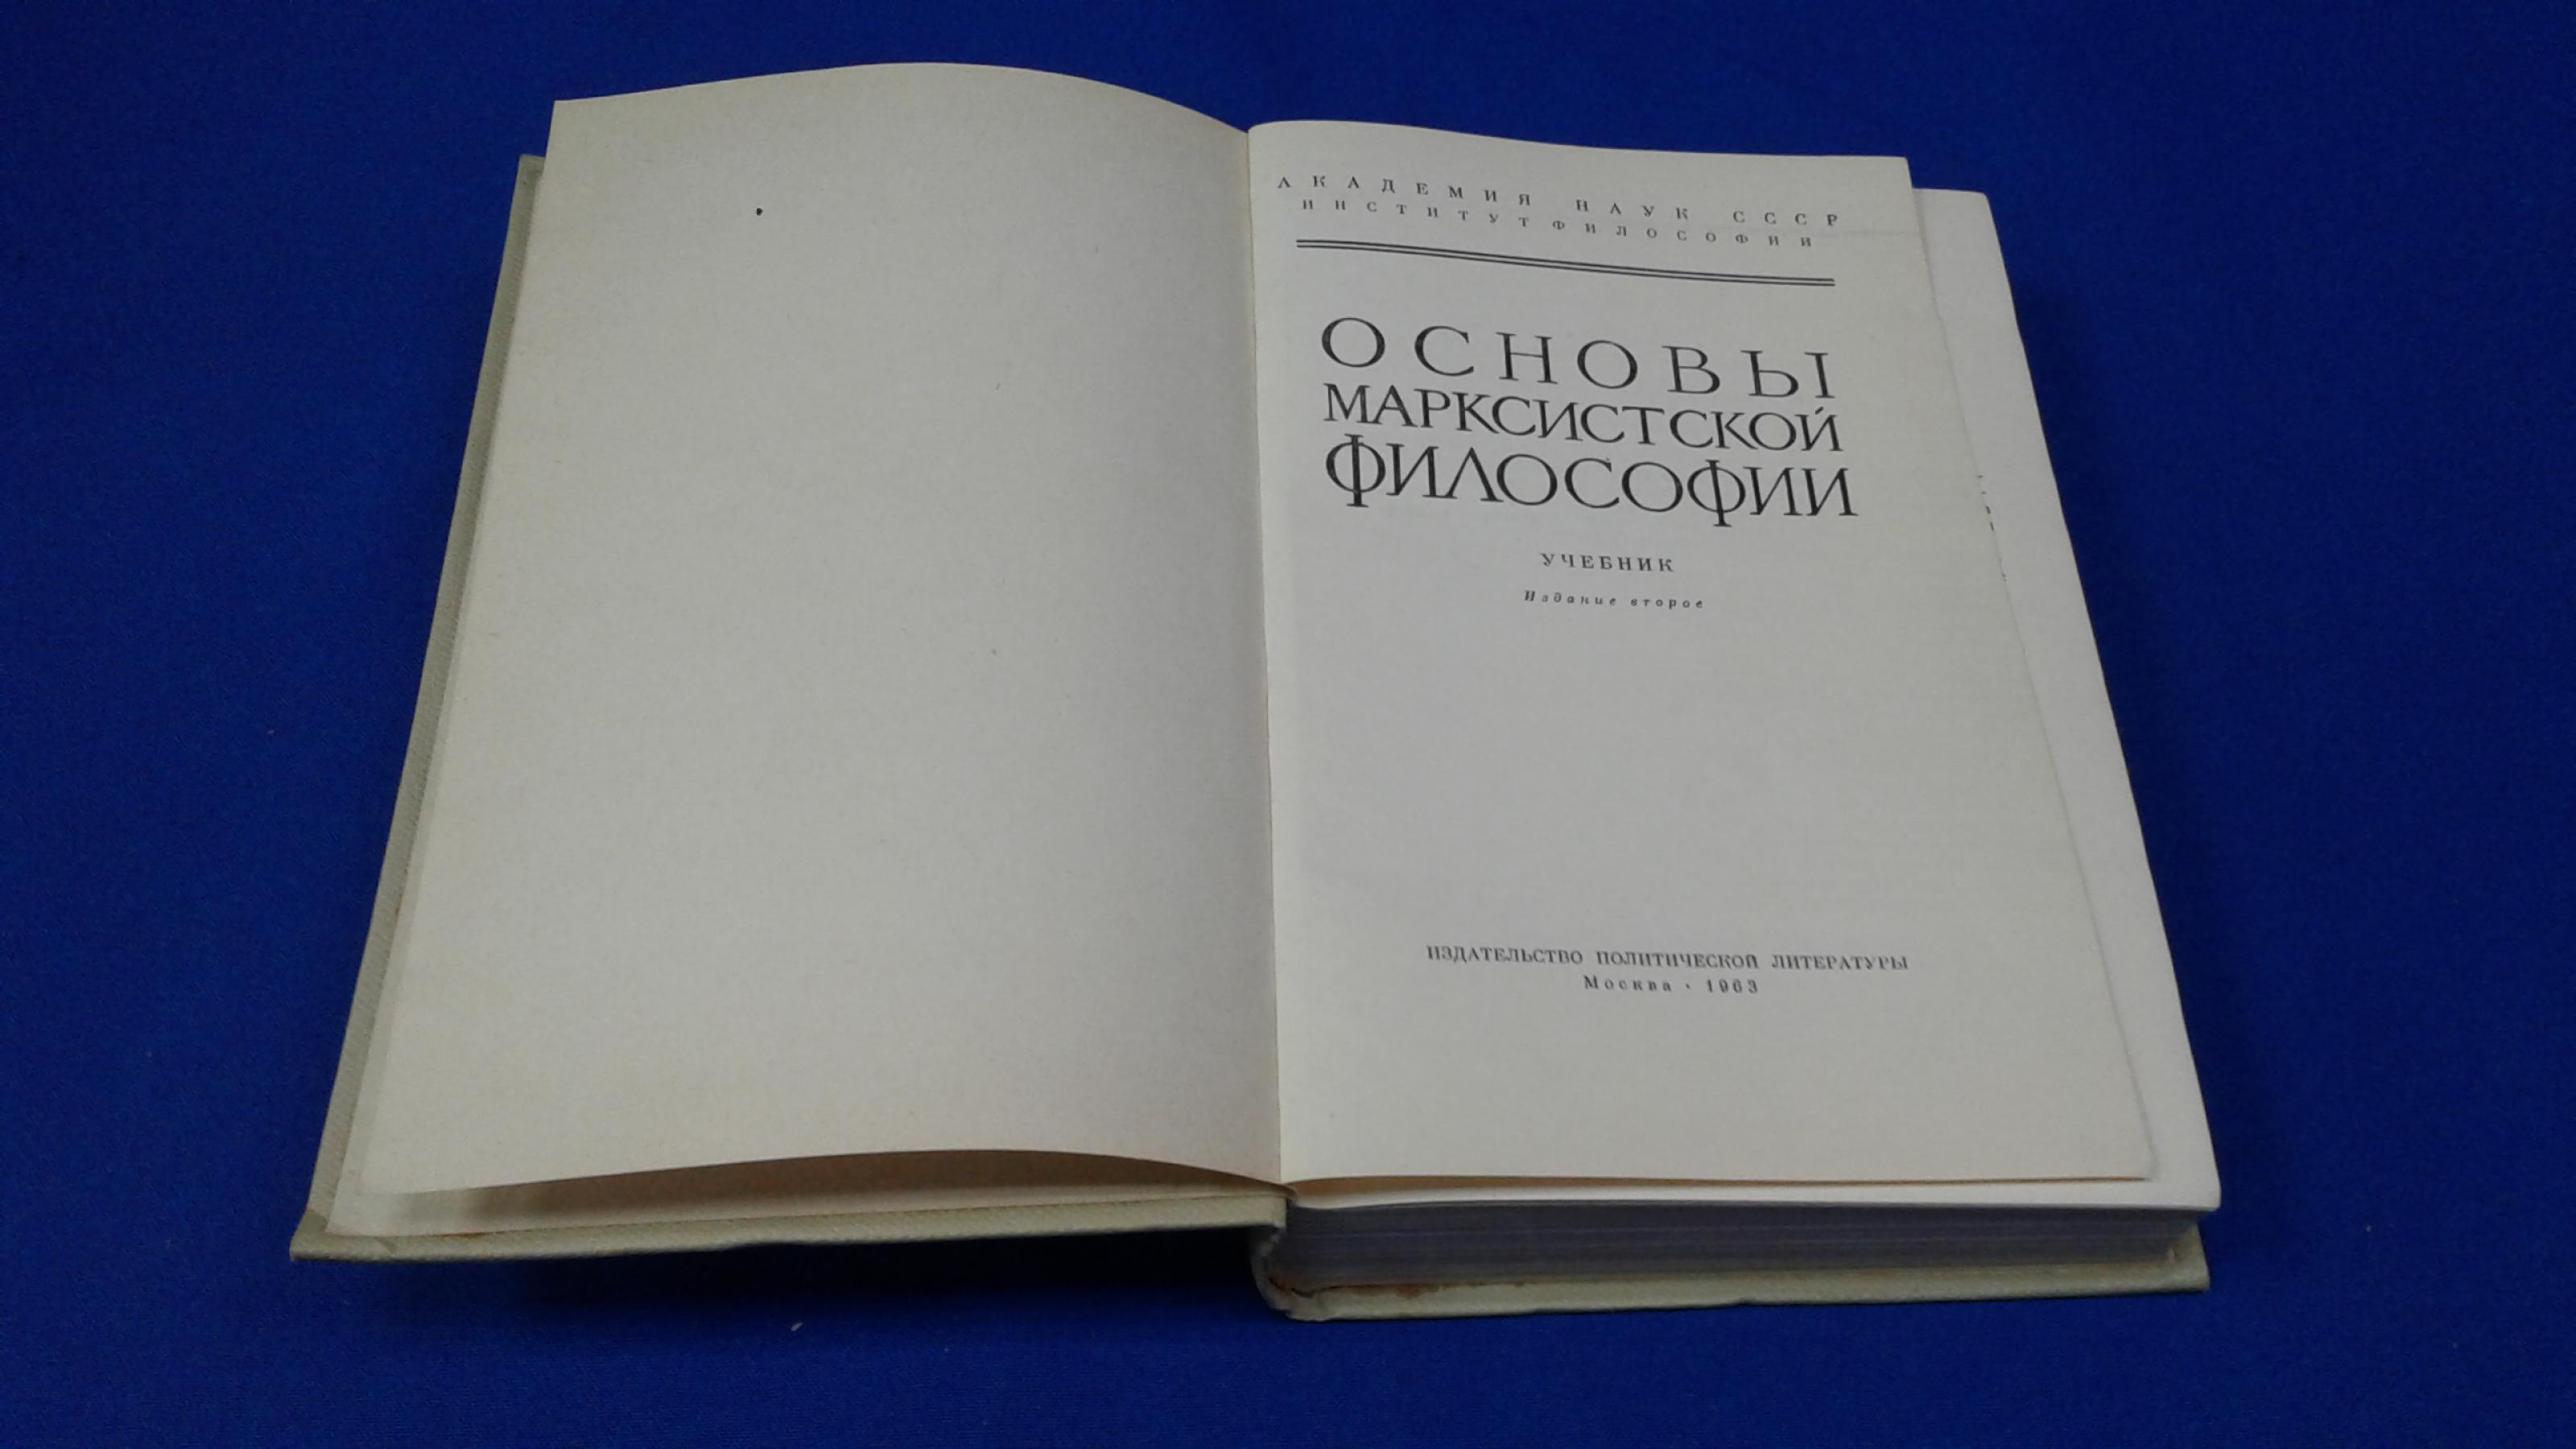 АКАДЕМИЯ НАУК СССР
ИНСТИТУТ ФИЛОСОФИИ
ОСНОВЫ
МАРКСИСТСКОЙ
ФИЛОСОФИИ
УЧЕБНИК
Издание второе
ИЗДАТЕЛЬСТВО ПОЛИТИЧЕСКОЙ ЛИТЕРАТУРЫ
Москва · 1963